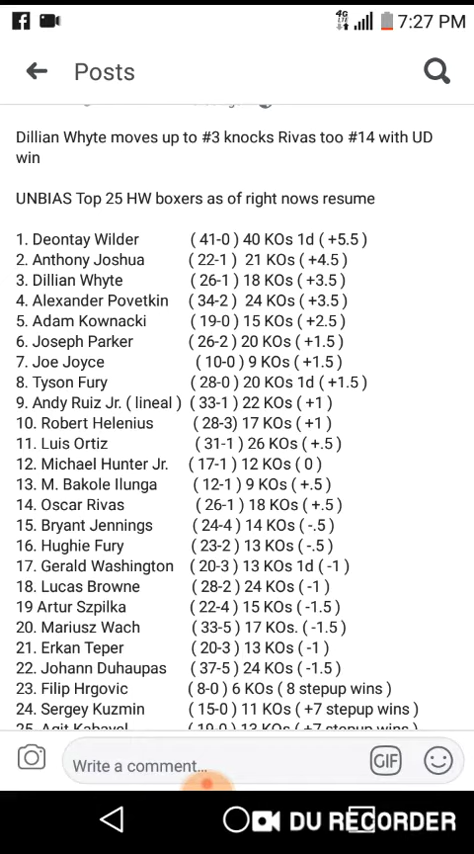 4G
LTE
7:27 PM
Posts
Dillian Whyte moves up to #3 knocks Rivas too #14 with UD
win
UNBIAS Top 25 HW boxers as of right nows resume
1. Deontay Wilder ( 41-0 ) 40 KOs 1d ( +5.5 )
2. Anthony Joshua ( 22-1 ) 21 KOs ( +4.5 )
3. Dillian Whyte ( 26-1 ) 18 KOs ( +3.5 )
4. Alexander Povetkin ( 34-2 ) 24 KOs ( +3.5 )
5. Adam Kownacki ( 19-0 ) 15 KOs ( +2.5 )
6. Joseph Parker ( 26-2 ) 20 KOs ( +1.5 )
7. Joe Joyce ( 10-0 ) 9 KOs ( +1.5 )
8. Tyson Fury ( 28-0 ) 20 KOs 1d ( +1.5 )
9. Andy Ruiz Jr. ( lineal ) ( 33-1 ) 22 KOs ( +1 )
10. Robert Helenius ( 28-3) 17 KOs ( +1 )
11. Luis Ortiz ( 31-1 ) 26 KOs ( +.5 )
12. Michael Hunter Jr. ( 17-1 ) 12 KOs ( 0 )
13. M. Bakole Ilunga ( 12-1 ) 9 KOs ( +.5 )
14. Oscar Rivas ( 26-1 ) 18 KOs ( +.5 )
15. Bryant Jennings ( 24-4 ) 14 KOs ( -.5 )
16. Hughie Fury ( 23-2 ) 13 KOs ( -.5 )
17. Gerald Washington ( 20-3 ) 13 KOs 1d ( -1 )
18. Lucas Browne ( 28-2 ) 24 KOs ( -1 )
19 Artur Szpilka ( 22-4 ) 15 KOs ( -1.5 )
20. Mariusz Wach ( 33-5 ) 17 KOs. ( -1.5 )
21. Erkan Teper ( 20-3 ) 13 KOs ( -1 )
22. Johann Duhaupas ( 37-5 ) 24 KOs ( -1.5 )
23. Filip Hrgovic ( 8-0 ) 6 KOs ( 8 stepup wins )
24. Sergey Kuzmin ( 15-0 ) 11 KOs ( +7 stepup wins )
25. Agit Kabayel ( 19-0 ) 13 KOs ( +7 stepup wins )
Write a comment...
GIF
DU RECORDER